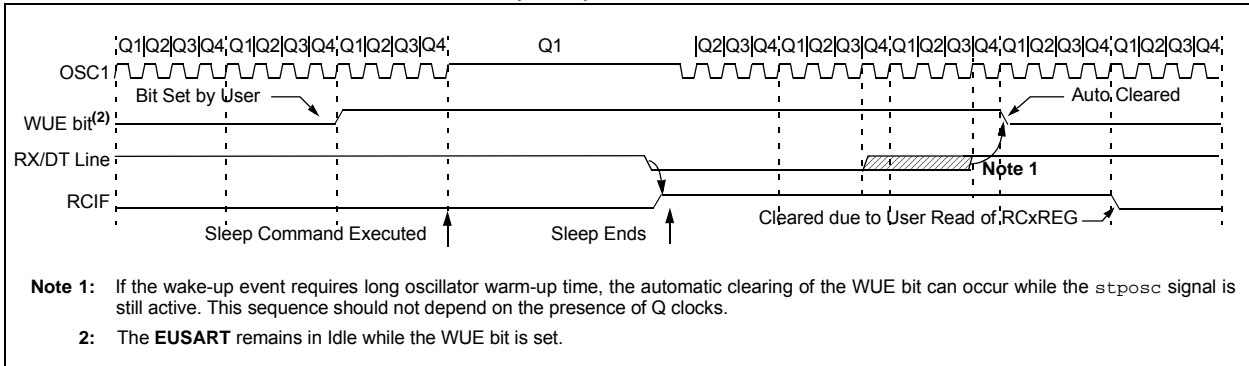 Q1|Q2|Q3|Q4 Q1|Q2|Q3|Q4 Q1|Q2|Q3|Q4 Q1 |Q2|Q3|Q4 Q1|Q2|Q3|Q4 Q1|Q2|Q3|Q4 Q1|Q2|Q3|Q4 Q1|Q2|Q3|Q4
OSC1
Bit Set by User
Auto Cleared
WUE bit(2)
RX/DT Line
Note 1
RCIF
Cleared due to User Read of RCxREG
Sleep Command Executed
Sleep Ends
Note 1: If the wake-up event requires long oscillator warm-up time, the automatic clearing of the WUE bit can occur while the stposc signal is
still active. This sequence should not depend on the presence of Q clocks.
2: The EUSART remains in Idle while the WUE bit is set.